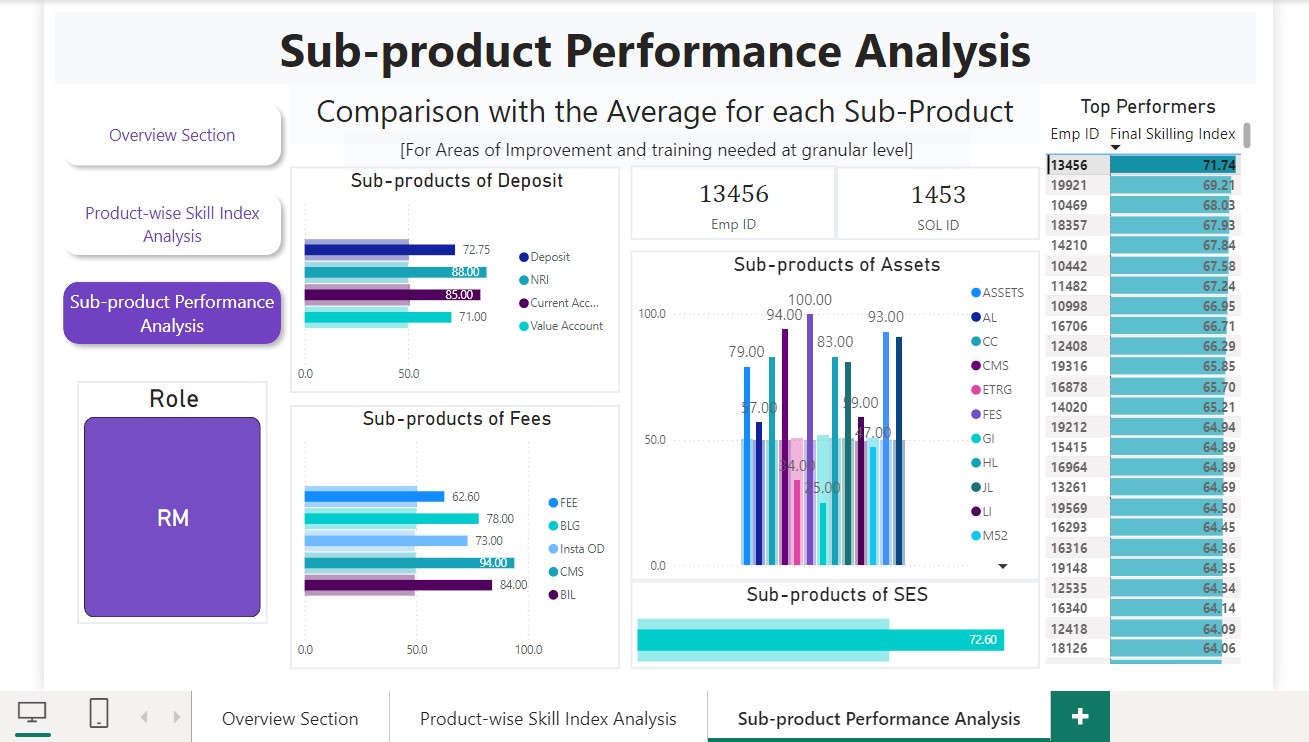 Sub-product Performance Analysis
Overview Section
Product-wise Skill Index
Analysis
Sub-product Performance
Analysis
Role
RM
Comparison with the Average for each Sub-Product
[For Areas of Improvement and training needed at granular level]
Sub-products of Deposit
72.75
88.00
85.00
71.00
0.0 50.0
Deposit
NRI
Current Acc...
Value Account
Sub-products of Fees
62.60
78.00
73.00
94.00
84.00
0.0 50.0 100.0
FEE
BLG
Insta OD
CMS
BIL
13456
Emp ID
1453
SOL ID
Sub-products of Assets
100.0
50.0
0.0
79.00
57.00
94.00
34.00
100.00
25.00
83.00
59.00
47.00
93.00
ASSETS
AL
CC
CMS
ETRG
FES
GI
HL
JL
LI
M52
Sub-products of SES
72.60
Top Performers
Emp ID Final Skilling Index
13456 71.74
19921 69.21
10469 68.03
18357 67.93
14210 67.84
10442 67.58
11482 67.24
10998 66.95
16706 66.71
12408 66.29
19316 65.85
16878 65.70
14020 65.21
19212 64.94
15415 64.89
16964 64.89
13261 64.69
19569 64.50
16293 64.45
16316 64.36
19148 64.35
12535 64.34
16340 64.14
12418 64.09
18126 64.06
Overview Section
Product-wise Skill Index Analysis
Sub-product Performance Analysis
+